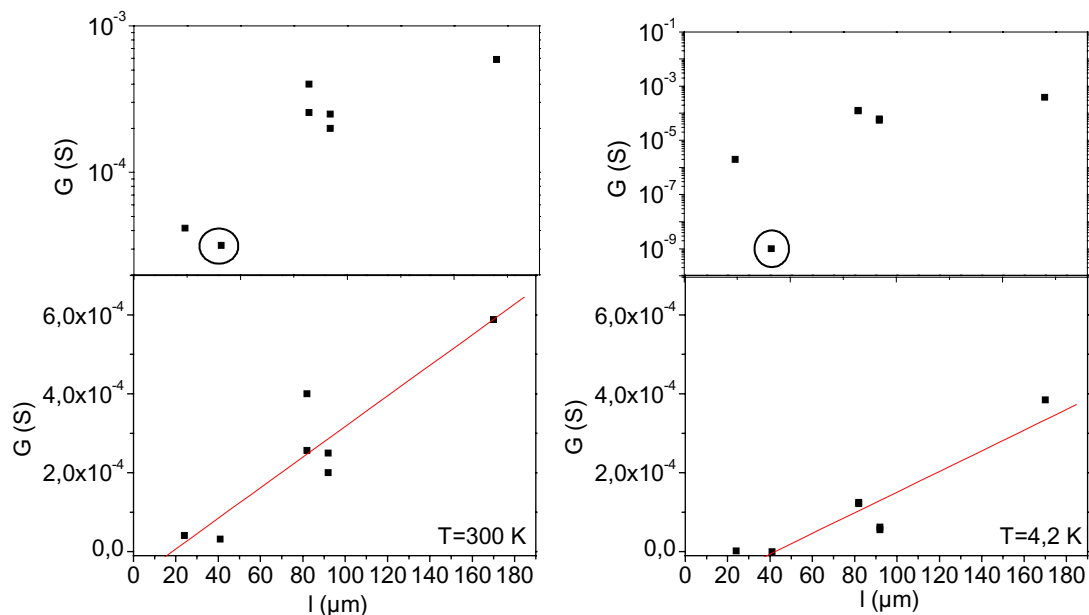 10⁻³
10⁻⁴
G (S)
6,0x10⁻⁴
4,0x10⁻⁴
2,0x10⁻⁴
0,0
G (S)
T=300 K
0 20 40 60 80 100 120 140 160 180
l (µm)
10⁻¹
10⁻³
10⁻⁵
10⁻⁷
10⁻⁹
G (S)
6,0x10⁻⁴
4,0x10⁻⁴
2,0x10⁻⁴
0,0
G (S)
T=4,2 K
0 20 40 60 80 100 120 140 160 180
l (µm)